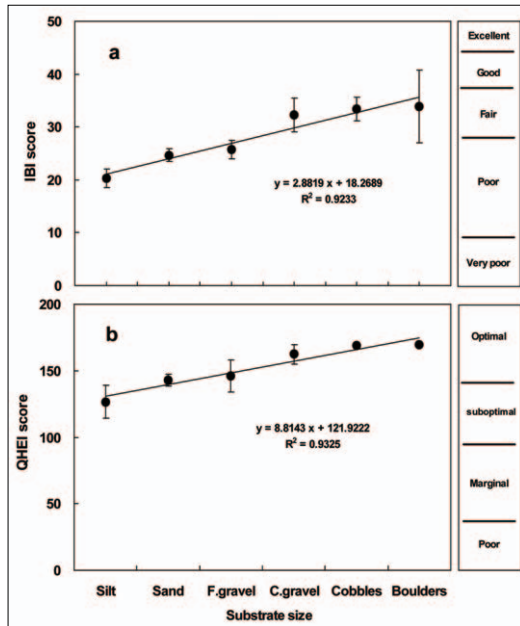 a
IBI score
50
40
30
20
10
0
y = 2.8819 x + 18.2689
R² = 0.9233
Excellent
Good
Fair
Poor
Very poor
b
QHEI score
200
150
100
50
0
y = 8.8143 x + 121.9222
R² = 0.9325
Optimal
suboptimal
Marginal
Poor
Silt Sand F.gravel C.gravel Cobbles Boulders
Substrate size